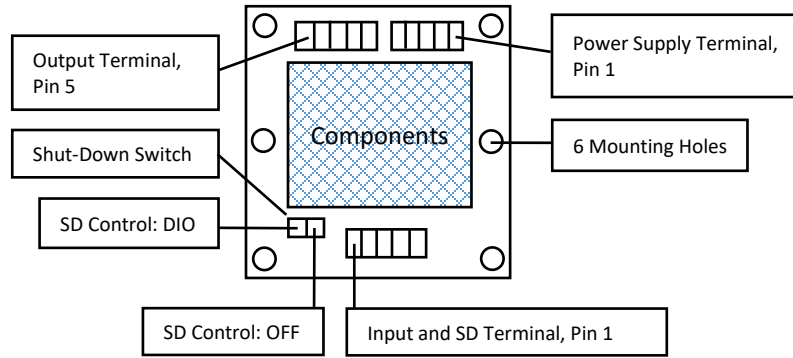 Output Terminal,
Pin 5
Power Supply Terminal,
Pin 1
Components
Shut-Down Switch
6 Mounting Holes
SD Control: DIO
SD Control: OFF
Input and SD Terminal, Pin 1